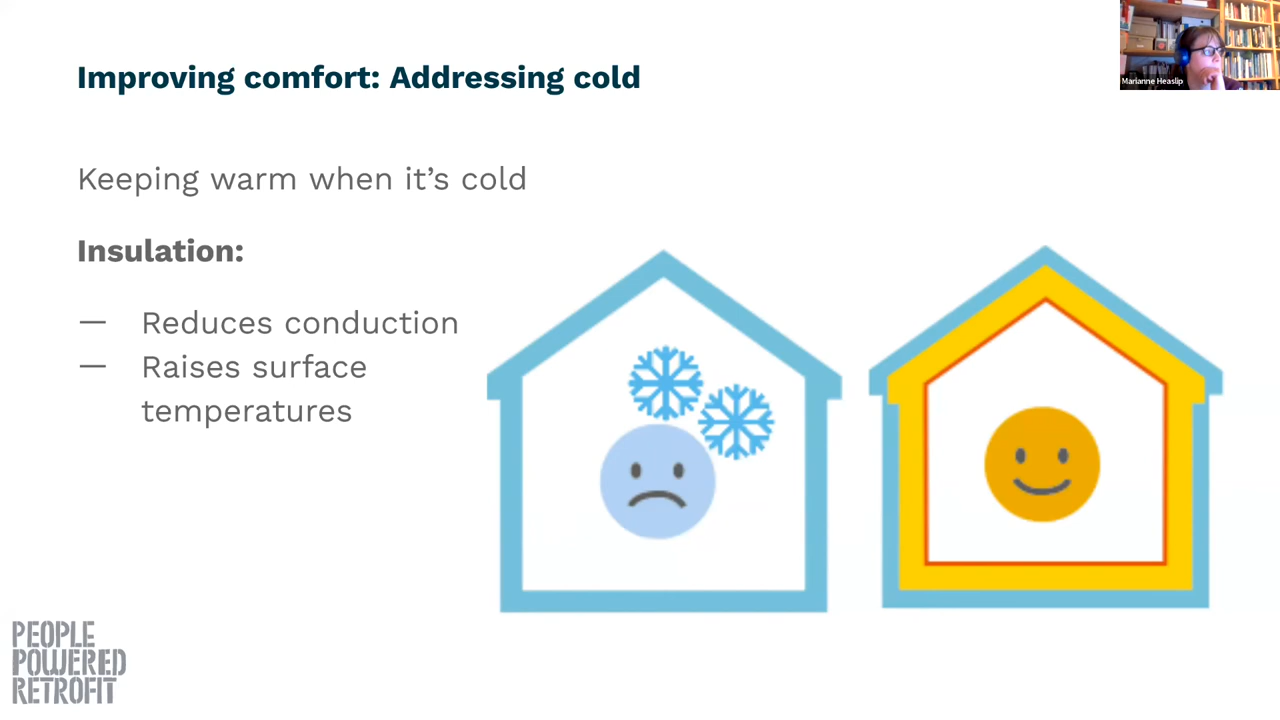 Improving comfort: Addressing cold
Marianne Heaslip
Keeping warm when it’s cold
Insulation:
— Reduces conduction
— Raises surface
temperatures
PEOPLE
POWERED
RETROFIT